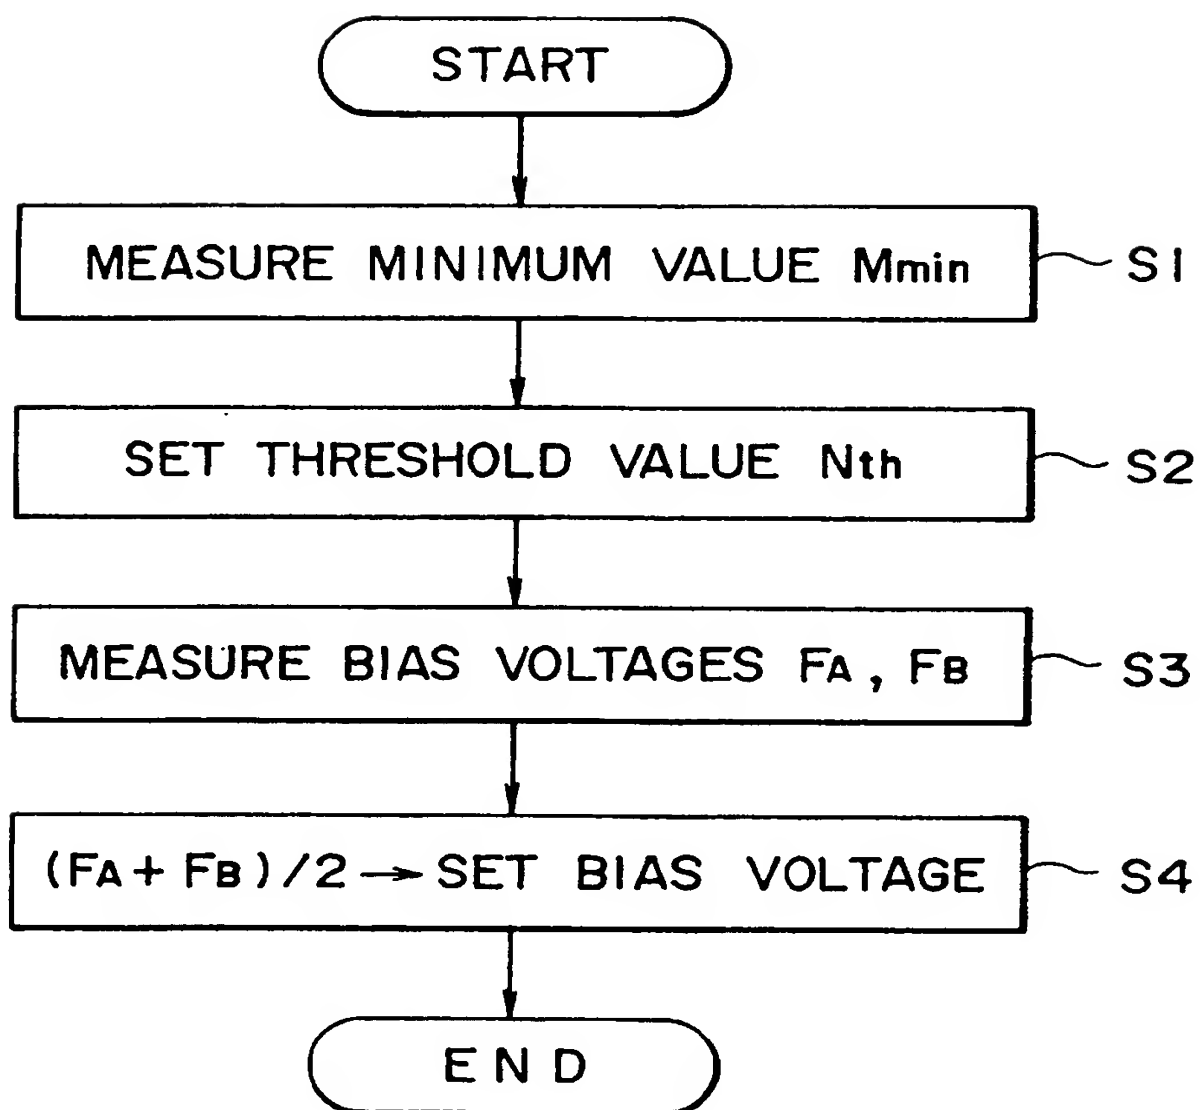 START
MEASURE MINIMUM VALUE Mmin
S1
SET THRESHOLD VALUE Nth
S2
MEASURE BIAS VOLTAGES FA, FB
S3
(FA+FB)/2→SET BIAS VOLTAGE
S4
END